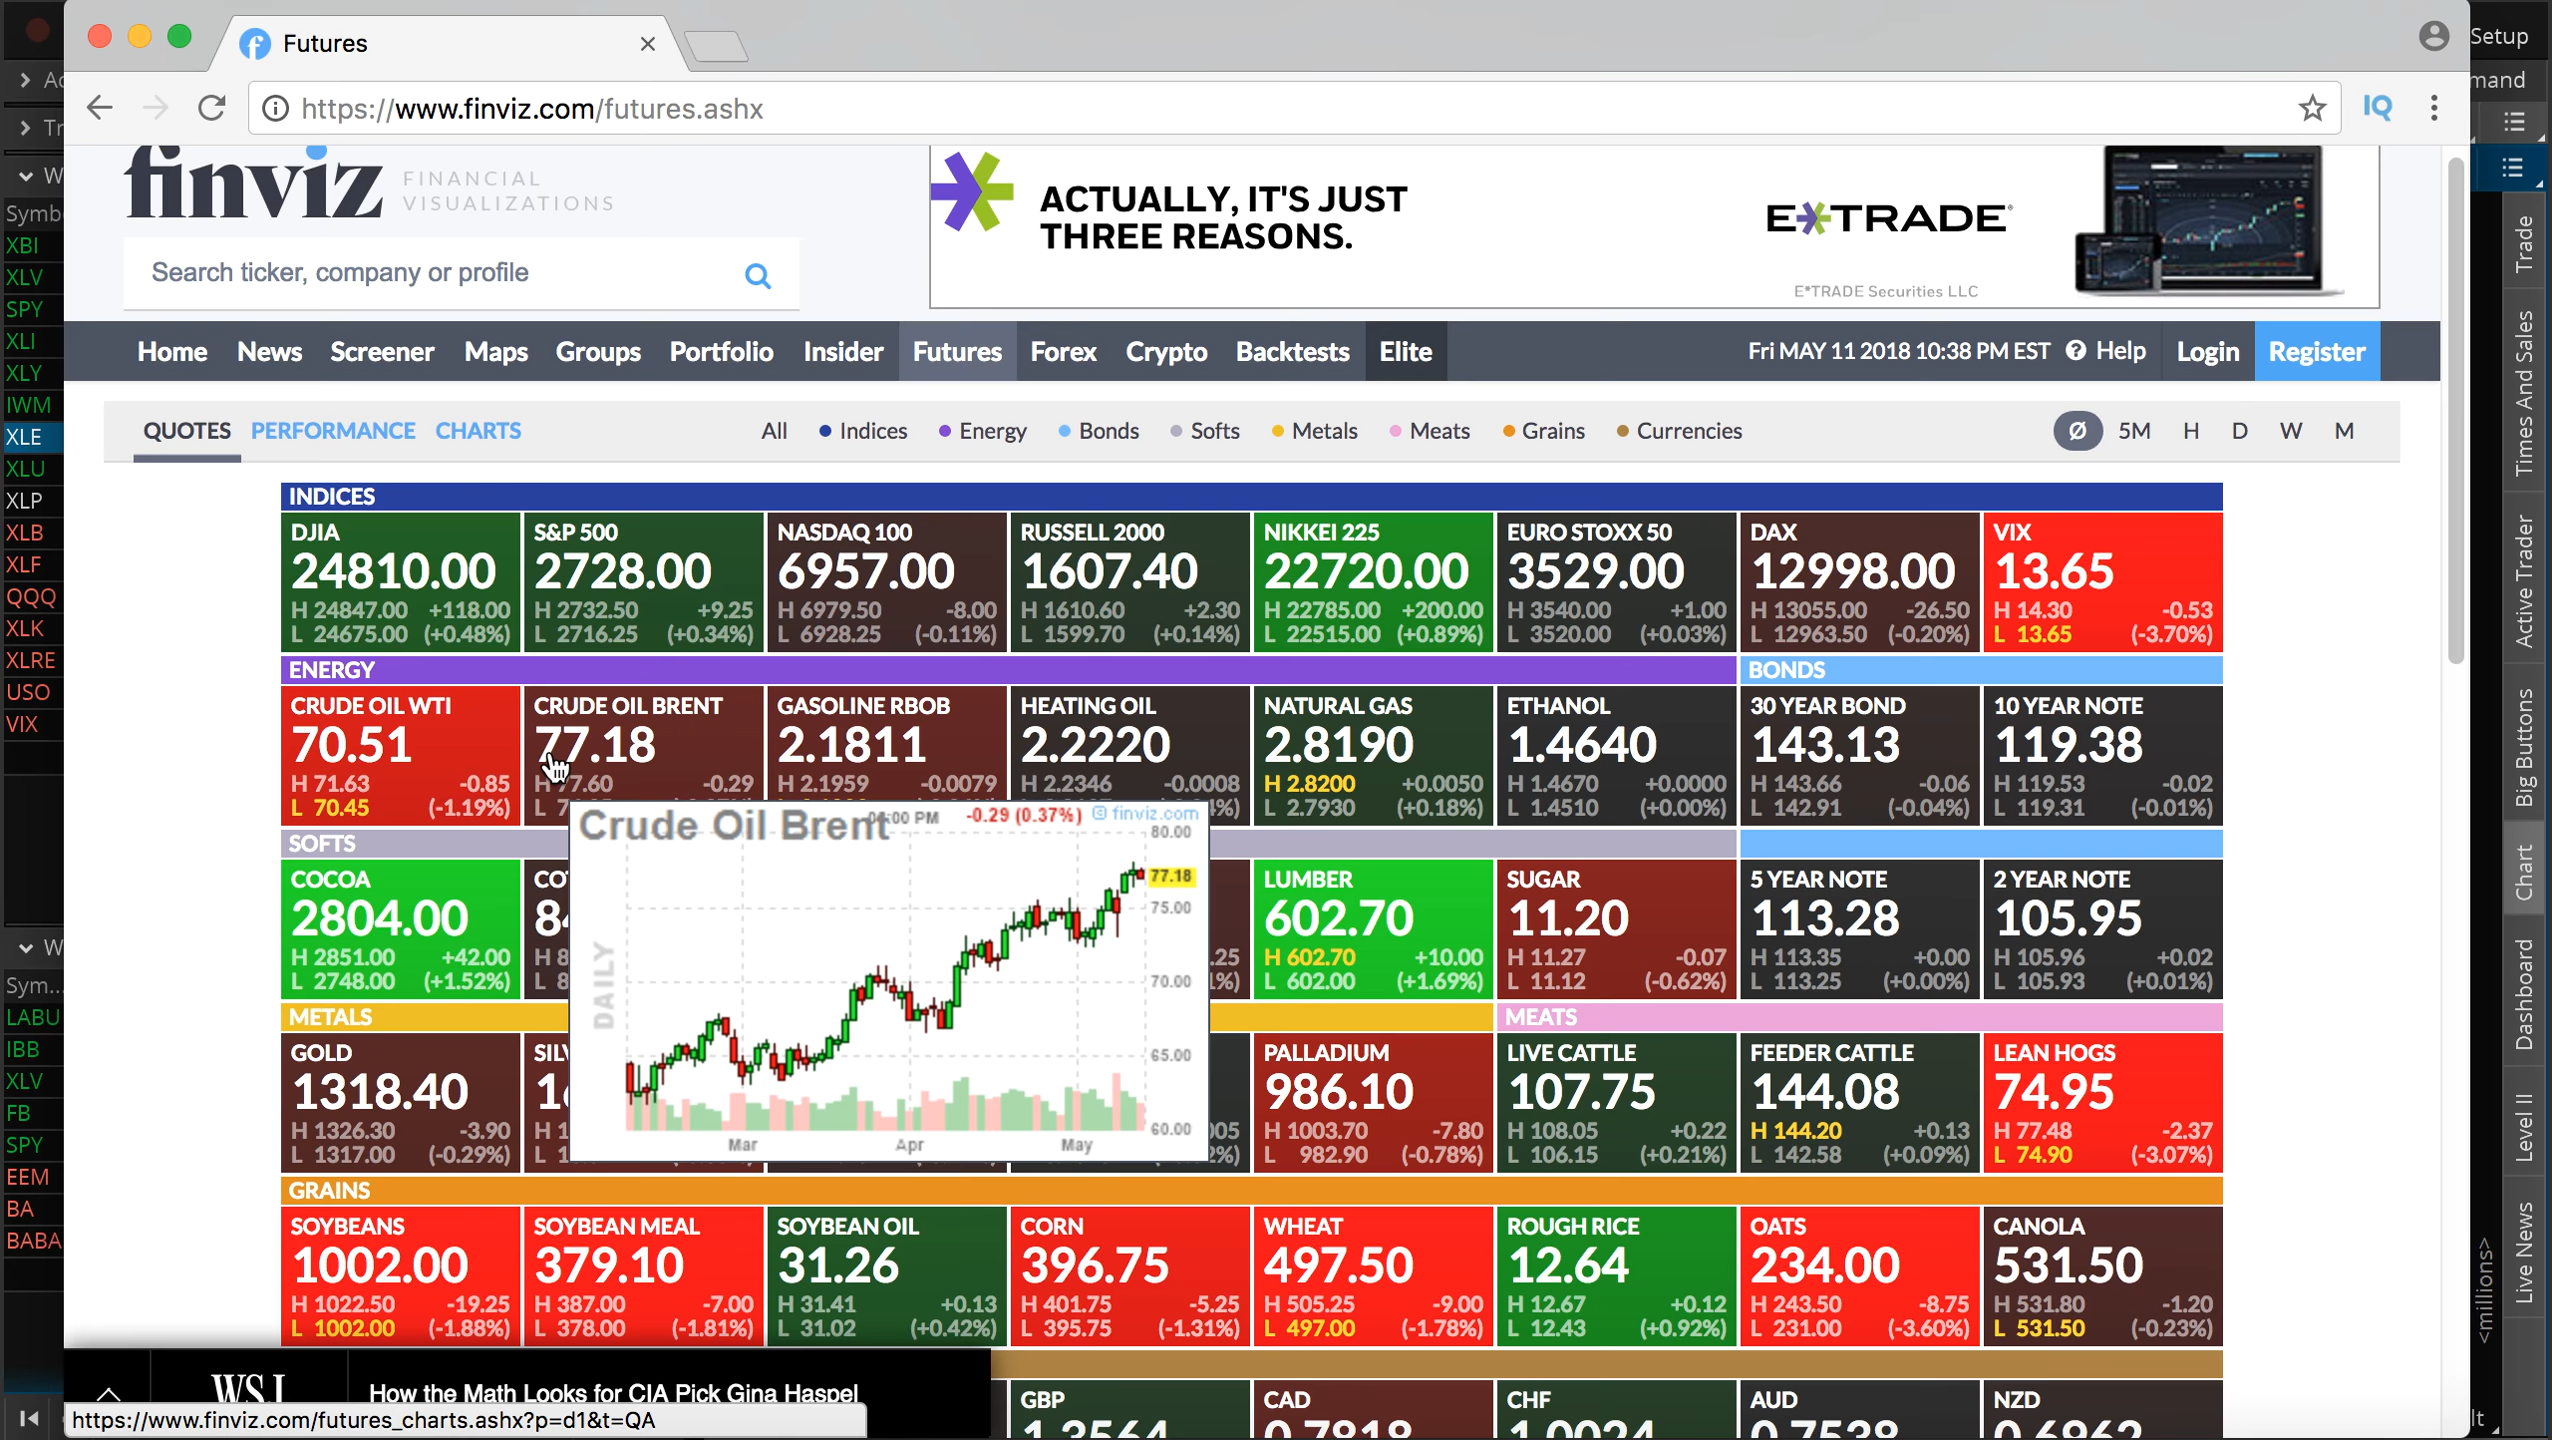 Futures
https://www.finviz.com/futures.ashx
IQ
Setup
finviz FINANCIAL VISUALIZATIONS
ACTUALLY, IT'S JUST
THREE REASONS.
E*TRADE
E*TRADE Securities LLC
Search ticker, company or profile
Home News Screener Maps Groups Portfolio Insider Futures Forex Crypto Backtests Elite Fri MAY 11 2018 10:38 PM EST Help Login Register
QUOTES PERFORMANCE CHARTS All Indices Energy Bonds Softs Metals Meats Grains Currencies Ø 5M H D W M
INDICES
DJIA S&P 500 NASDAQ 100 RUSSELL 2000 NIKKEI 225 EURO STOXX 50 DAX VIX
24810.00 2728.00 6957.00 1607.40 22720.00 3529.00 12998.00 13.65
H 24847.00 +118.00 H 2732.50 +9.25 H 6979.50 -8.00 H 1610.60 +2.30 H 22785.00 +200.00 H 3540.00 +1.00 H 13055.00 -26.50 H 14.30 -0.53
L 24675.00 (+0.48%) L 2716.25 (+0.34%) L 6928.25 (-0.11%) L 1599.70 (+0.14%) L 22515.00 (+0.89%) L 3520.00 (+0.03%) L 12963.50 (-0.20%) L 13.65 (-3.70%)
ENERGY BONDS
CRUDE OIL WTI CRUDE OIL BRENT GASOLINE RBOB HEATING OIL NATURAL GAS ETHANOL 30 YEAR BOND 10 YEAR NOTE
70.51 77.18 2.1811 2.2220 2.8190 1.4640 143.13 119.38
H 71.63 -0.85 H 77.60 -0.29 H 2.1959 -0.0079 H 2.2346 -0.0008 H 2.8200 +0.0050 H 1.4670 +0.0000 H 143.66 -0.06 H 119.53 -0.02
L 70.45 (-1.19%) L 2.7930 (+0.18%) L 1.4510 (+0.00%) L 142.91 (-0.04%) L 119.31 (-0.01%)
Crude Oil Brent :00 PM -0.29 (0.37%) © finviz.com
80.00
77.18
75.00
70.00
65.00
60.00
DAILY
Mar Apr May
SOFTS
COCOA LUMBER SUGAR 5 YEAR NOTE 2 YEAR NOTE
2804.00 602.70 11.20 113.28 105.95
H 2851.00 +42.00 H 602.70 +10.00 H 11.27 -0.07 H 113.35 +0.00 H 105.96 +0.02
L 2748.00 (+1.52%) L 602.00 (+1.69%) L 11.12 (-0.62%) L 113.25 (+0.00%) L 105.93 (+0.01%)
METALS MEATS
GOLD PALLADIUM LIVE CATTLE FEEDER CATTLE LEAN HOGS
1318.40 986.10 107.75 144.08 74.95
H 1326.30 -3.90 H 1003.70 -7.80 H 108.05 +0.22 H 144.20 +0.13 H 77.48 -2.37
L 1317.00 (-0.29%) L 982.90 (-0.78%) L 106.15 (+0.21%) L 142.58 (+0.09%) L 74.90 (-3.07%)
GRAINS
SOYBEANS SOYBEAN MEAL SOYBEAN OIL CORN WHEAT ROUGH RICE OATS CANOLA
1002.00 379.10 31.26 396.75 497.50 12.64 234.00 531.50
H 1022.50 -19.25 H 387.00 -7.00 H 31.41 +0.13 H 401.75 -5.25 H 505.25 -9.00 H 12.67 +0.12 H 243.50 -8.75 H 531.80 -1.20
L 1002.00 (-1.88%) L 378.00 (-1.81%) L 31.02 (+0.42%) L 395.75 (-1.31%) L 497.00 (-1.78%) L 12.43 (+0.92%) L 231.00 (-3.60%) L 531.50 (-0.23%)
GBP CAD CHF AUD NZD
WSJ How the Math Looks for CIA Pick Gina Haspel
https://www.finviz.com/futures_charts.ashx?p=d1&t=QA
XBI
XLV
SPY
XLI
XLY
IWM
XLE
XLU
XLP
XLB
XLF
QQQ
XLK
XLRE
USO
VIX
Sym...
LABU
IBB
XLV
FB
SPY
EEM
BA
BABA
Trade
Times And Sales
Active Trader
Big Buttons
Chart
Dashboard
Level II
Live News
<millions>